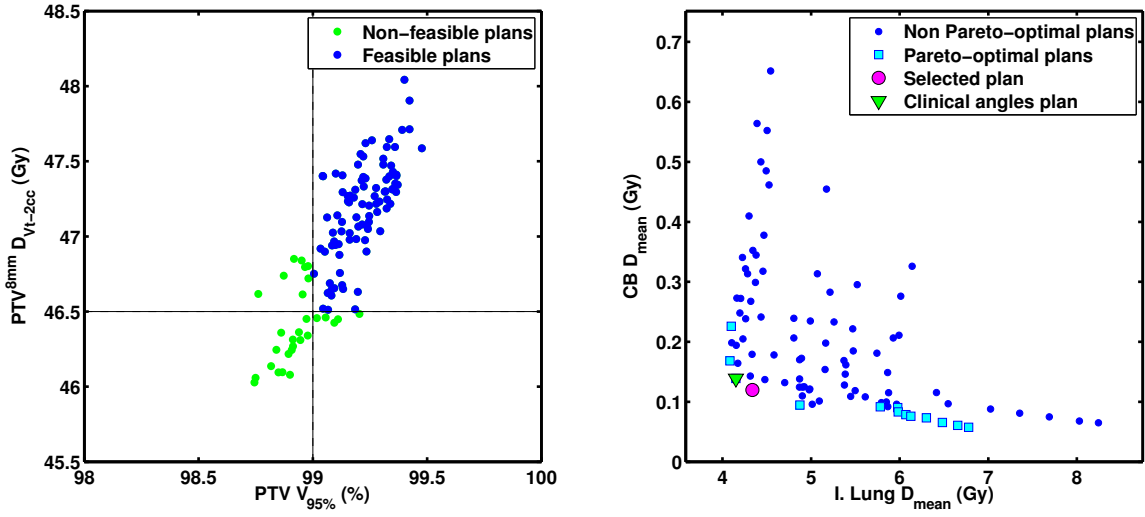 48.5
48
47.5
47
46.5
46
45.5
98
98.5
99
99.5
100
PTV^8mm D_Vt−2cc (Gy)
PTV V_95% (%)
Non−feasible plans
Feasible plans
0.7
0.6
0.5
0.4
0.3
0.2
0.1
0
4
5
6
7
8
CB D_mean (Gy)
I. Lung D_mean (Gy)
Non Pareto−optimal plans
Pareto−optimal plans
Selected plan
Clinical angles plan